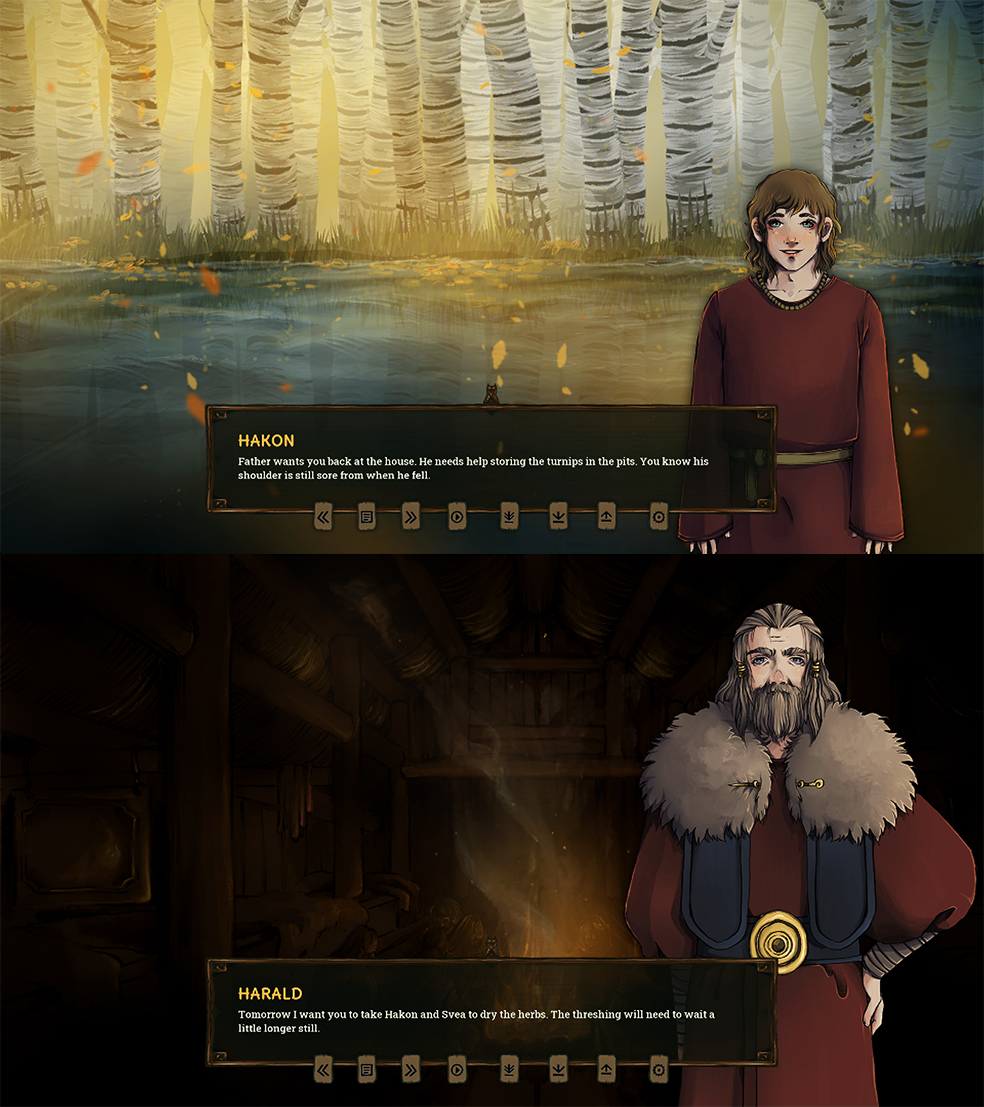 HAKON
Father wants you back at the house. He needs help storing the turnips in the pits. You know his
shoulder is still sore from when he fell.
HARALD
Tomorrow I want you to take Hakon and Svea to dry the herbs. The threshing will need to wait a
little longer still.